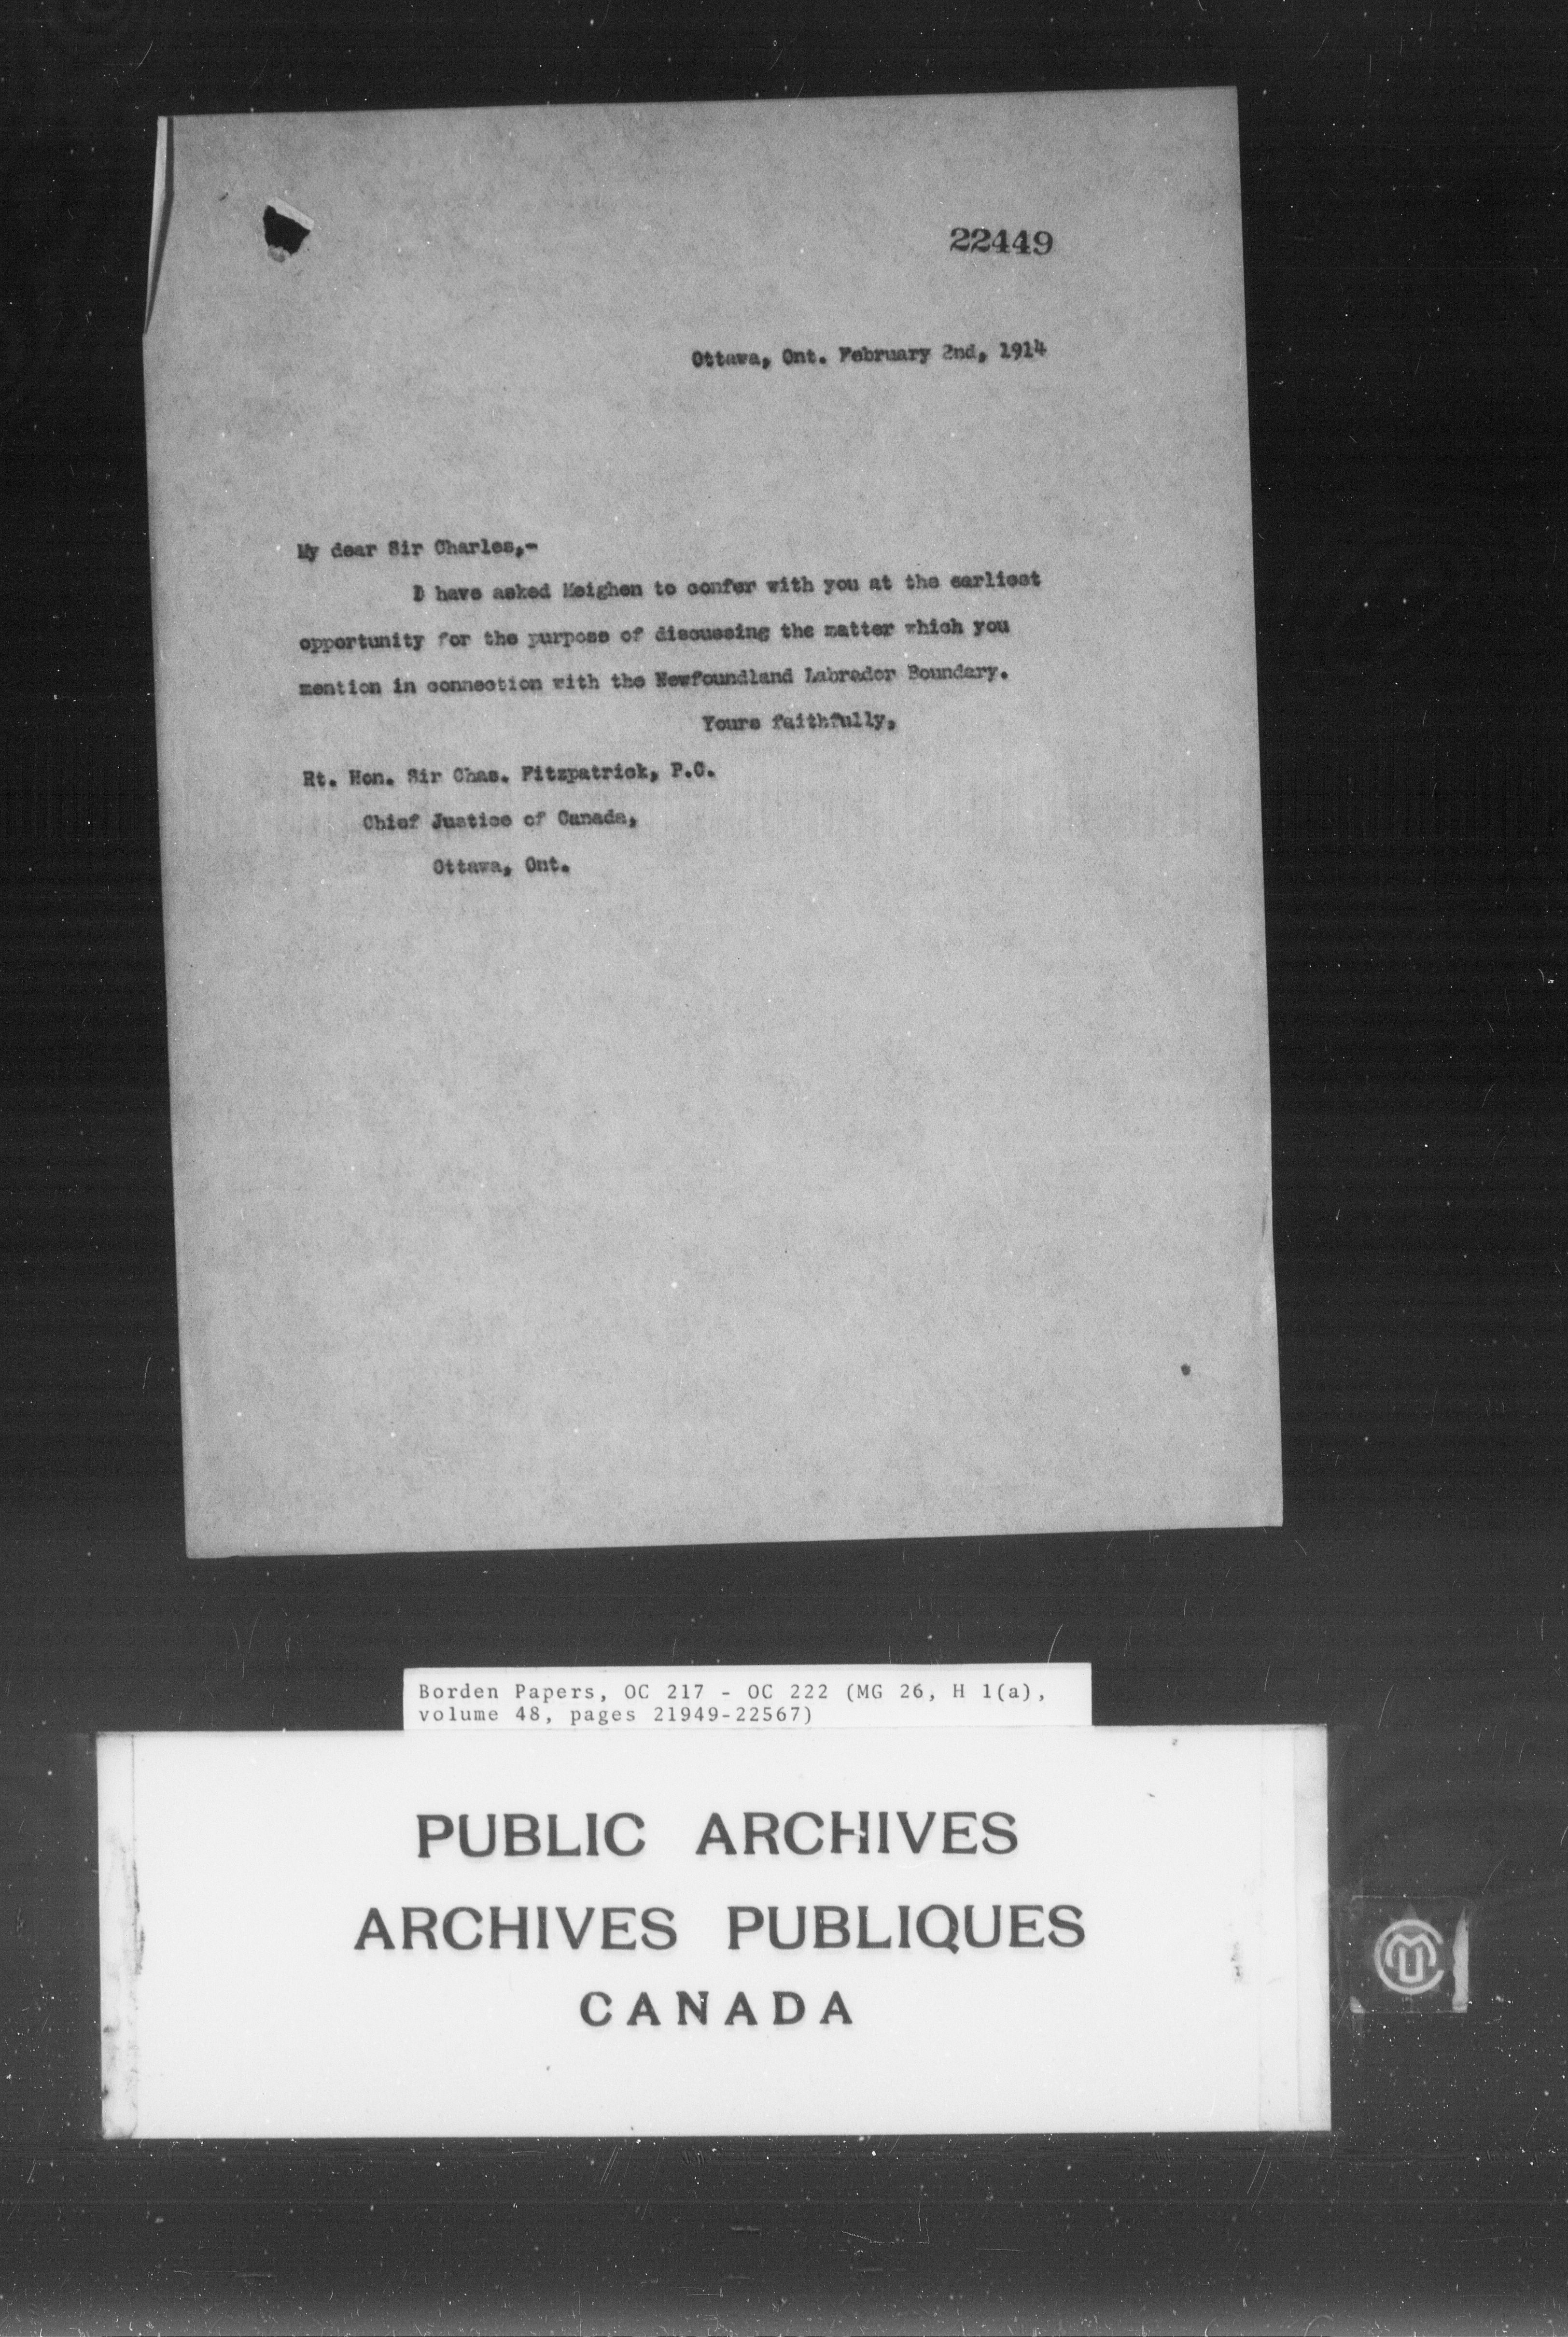 22449
Ottawa, Ont. February 2nd, 1914
My dear Sir Charles,-
I have asked Meighen to confer with you at the earliest
opportunity for the purpose of discussing the matter which you
mention in connection with the Newfoundland Labrador Boundary.
Yours faithfully,
Rt. Hon. Sir Chas. Fitzpatrick, P.C.
Chief Justice of Canada,
Ottawa, Ont.
Borden Papers, OC 217 - OC 222 (MG 26, H 1(a),
volume 48, pages 21949-22567)
PUBLIC ARCHIVES
ARCHIVES PUBLIQUES
CANADA